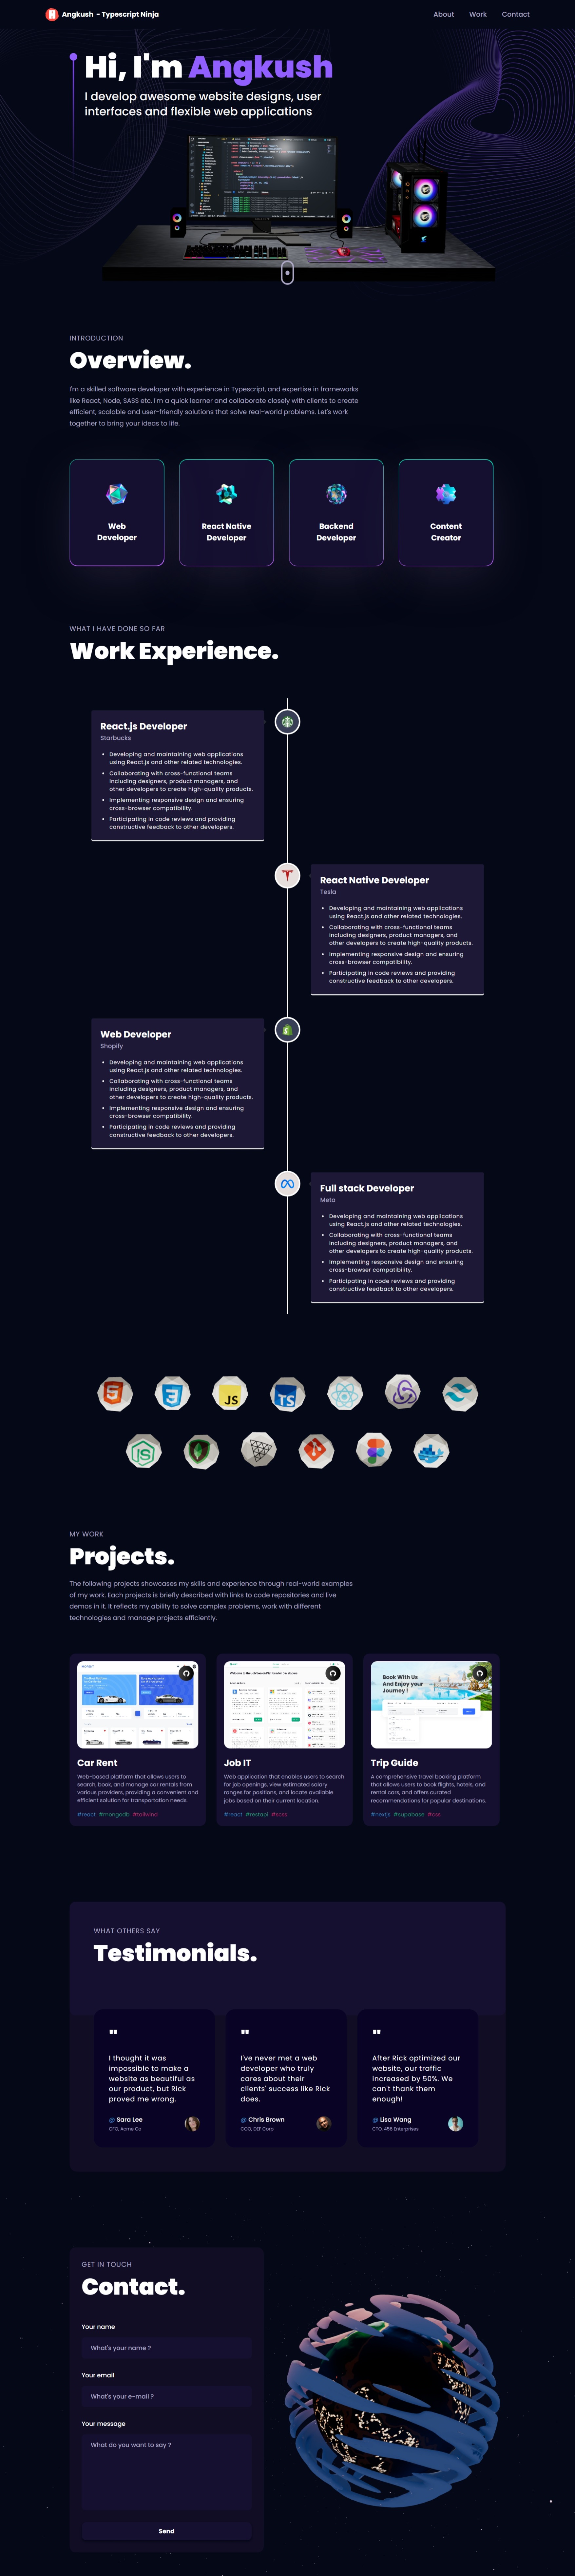 Angkush - Typescript Ninja
About Work Contact
Hi, I'm Angkush
I develop awesome website designs, user
interfaces and flexible web applications
INTRODUCTION
Overview.
I'm a skilled software developer with experience in Typescript, and expertise in frameworks
like React, Node, SASS etc. I'm a quick learner and collaborate closely with clients to create
efficient, scalable and user-friendly solutions that solve real-world problems. Let's work
together to bring your ideas to life.
Web
Developer
React Native
Developer
Backend
Developer
Content
Creator
WHAT I HAVE DONE SO FAR
Work Experience.
React.js Developer
Starbucks
• Developing and maintaining web applications
using React.js and other related technologies.
• Collaborating with cross-functional teams
including designers, product managers, and
other developers to create high-quality products.
• Implementing responsive design and ensuring
cross-browser compatibility.
• Participating in code reviews and providing
constructive feedback to other developers.
React Native Developer
Tesla
• Developing and maintaining web applications
using React.js and other related technologies.
• Collaborating with cross-functional teams
including designers, product managers, and
other developers to create high-quality products.
• Implementing responsive design and ensuring
cross-browser compatibility.
• Participating in code reviews and providing
constructive feedback to other developers.
Web Developer
Shopify
• Developing and maintaining web applications
using React.js and other related technologies.
• Collaborating with cross-functional teams
including designers, product managers, and
other developers to create high-quality products.
• Implementing responsive design and ensuring
cross-browser compatibility.
• Participating in code reviews and providing
constructive feedback to other developers.
Full stack Developer
Meta
• Developing and maintaining web applications
using React.js and other related technologies.
• Collaborating with cross-functional teams
including designers, product managers, and
other developers to create high-quality products.
• Implementing responsive design and ensuring
cross-browser compatibility.
• Participating in code reviews and providing
constructive feedback to other developers.
JS
TS
MY WORK
Projects.
The following projects showcases my skills and experience through real-world examples
of my work. Each projects is briefly described with links to code repositories and live
demos in it. It reflects my ability to solve complex problems, work with different
technologies and manage projects efficiently.
Car Rent
Web-based platform that allows users to
search, book, and manage car rentals from
various providers, providing a convenient and
efficient solution for transportation needs.
#react #mongodb #tailwind
Job IT
Web application that enables users to search
for job openings, view estimated salary
ranges for positions, and locate available
jobs based on their current location.
#react #restapi #scss
Book With Us
And Enjoy your
Journey !
Trip Guide
A comprehensive travel booking platform
that allows users to book flights, hotels, and
rental cars, and offers curated
recommendations for popular destinations.
#nextjs #supabase #css
WHAT OTHERS SAY
Testimonials.
"
I thought it was
impossible to make a
website as beautiful as
our product, but Rick
proved me wrong.
@ Sara Lee
CFO, Acme Co
"
I've never met a web
developer who truly
cares about their
clients' success like Rick
does.
@ Chris Brown
COO, DEF Corp
"
After Rick optimized our
website, our traffic
increased by 50%. We
can't thank them
enough!
@ Lisa Wang
CTO, 456 Enterprises
GET IN TOUCH
Contact.
Your name
What's your name ?
Your email
What's your e-mail ?
Your message
What do you want to say ?
Send